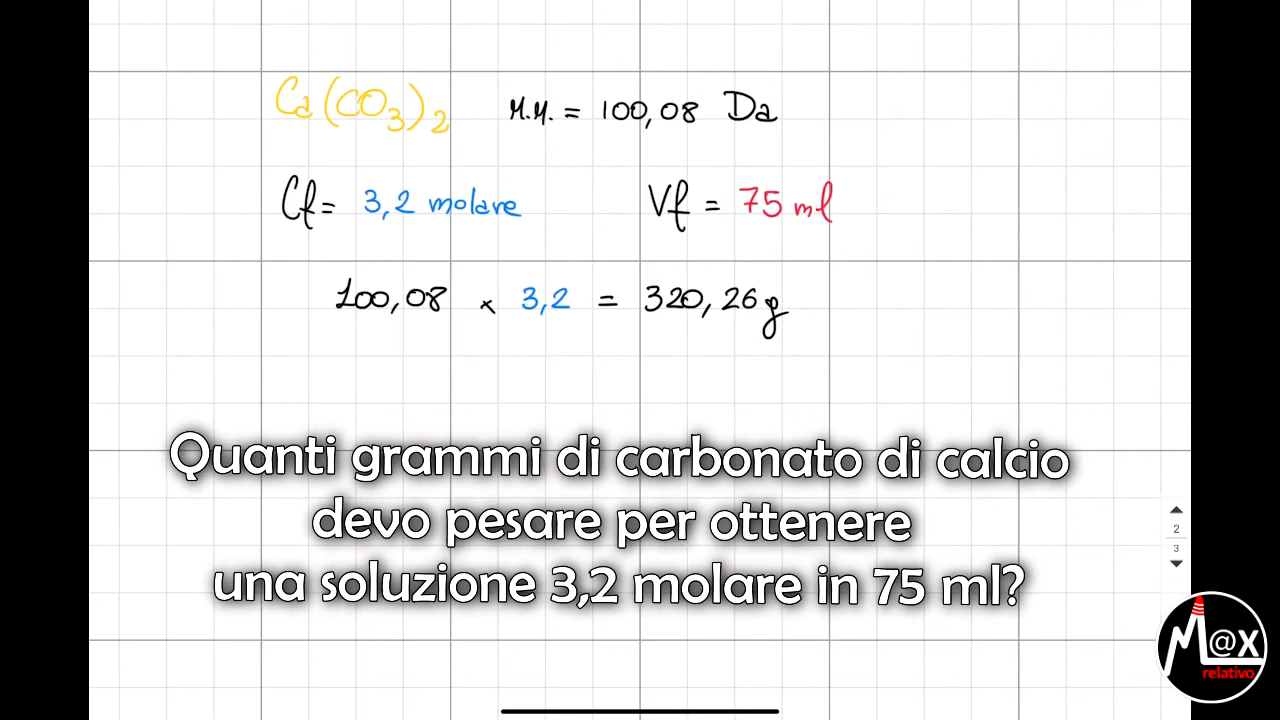 Ca(CO3)2 M.M. = 100,08 Da
Cf = 3,2 molare Vf = 75 ml
100,08 × 3,2 = 320,26 g
Quanti grammi di carbonato di calcio
devo pesare per ottenere
una soluzione 3,2 molare in 75 ml?
2
3
M@x
relativo